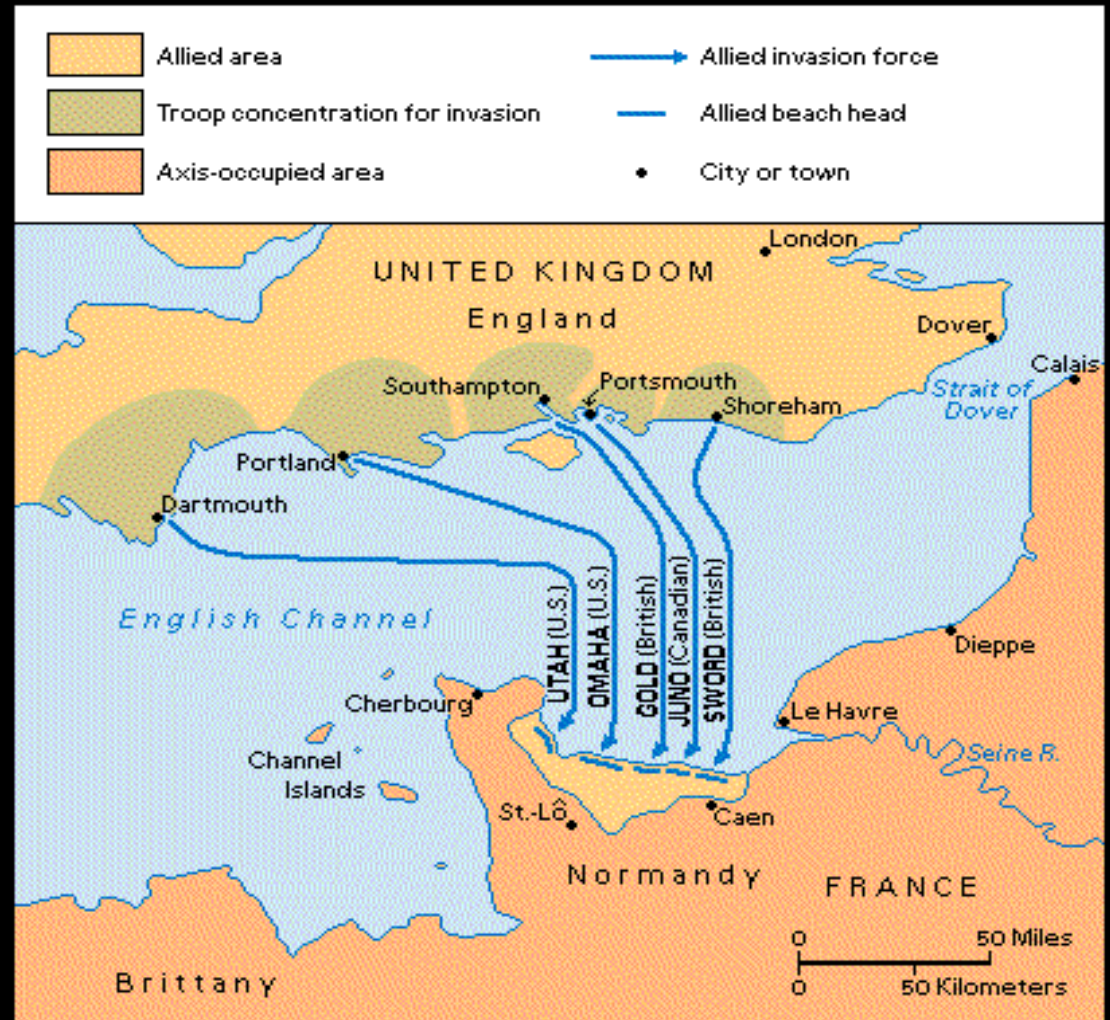 Allied area
Allied invasion force
Troop concentration for invasion
Allied beach head
Axis-occupied area
City or town
London
UNITED KINGDOM
England
Dover
Calais
Strait of
Dover
Southampton
Portsmouth
Shoreham
Portland
Dartmouth
English Channel
UTAH (U.S.)
OMAHA (U.S.)
GOLD (British)
JUNO (Canadian)
SWORD (British)
Dieppe
Cherbourg
Le Havre
Seine R.
Channel
Islands
St.-Lô
Caen
Normandy
FRANCE
Brittany
0 50 Miles
0 50 Kilometers